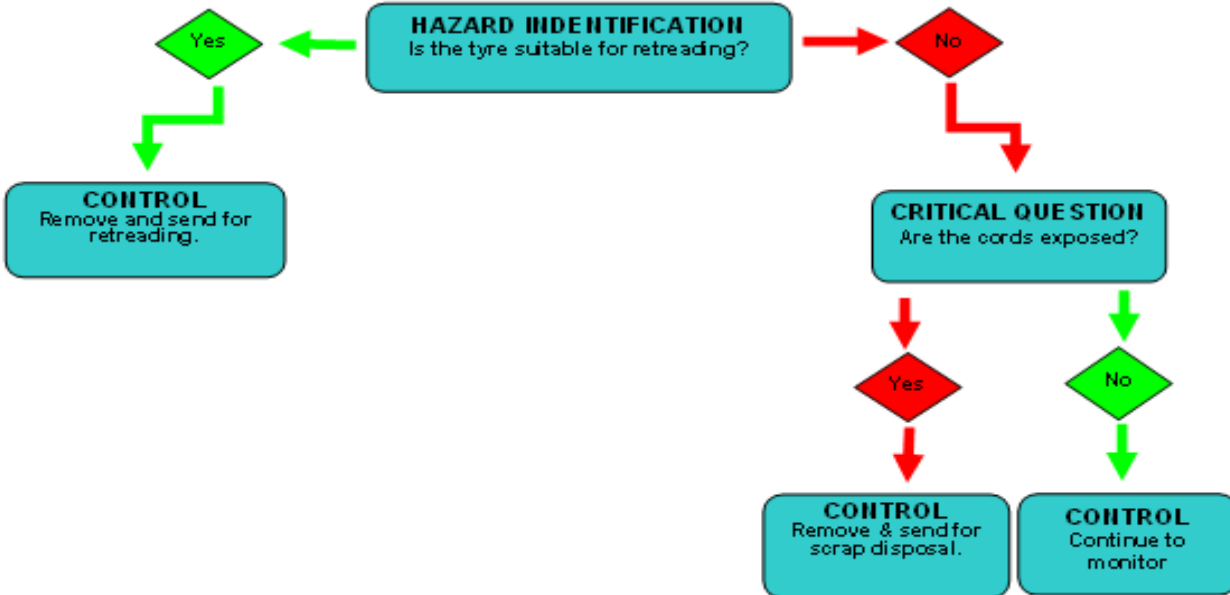 HAZARD INDENTIFICATION
Is the tyre suitable for retreading?
Yes
No
CONTROL
Remove and send for
retreading.
CRITICAL QUESTION
Are the cords exposed?
Yes
No
CONTROL
Remove & send for
scrap disposal.
CONTROL
Continue to
monitor